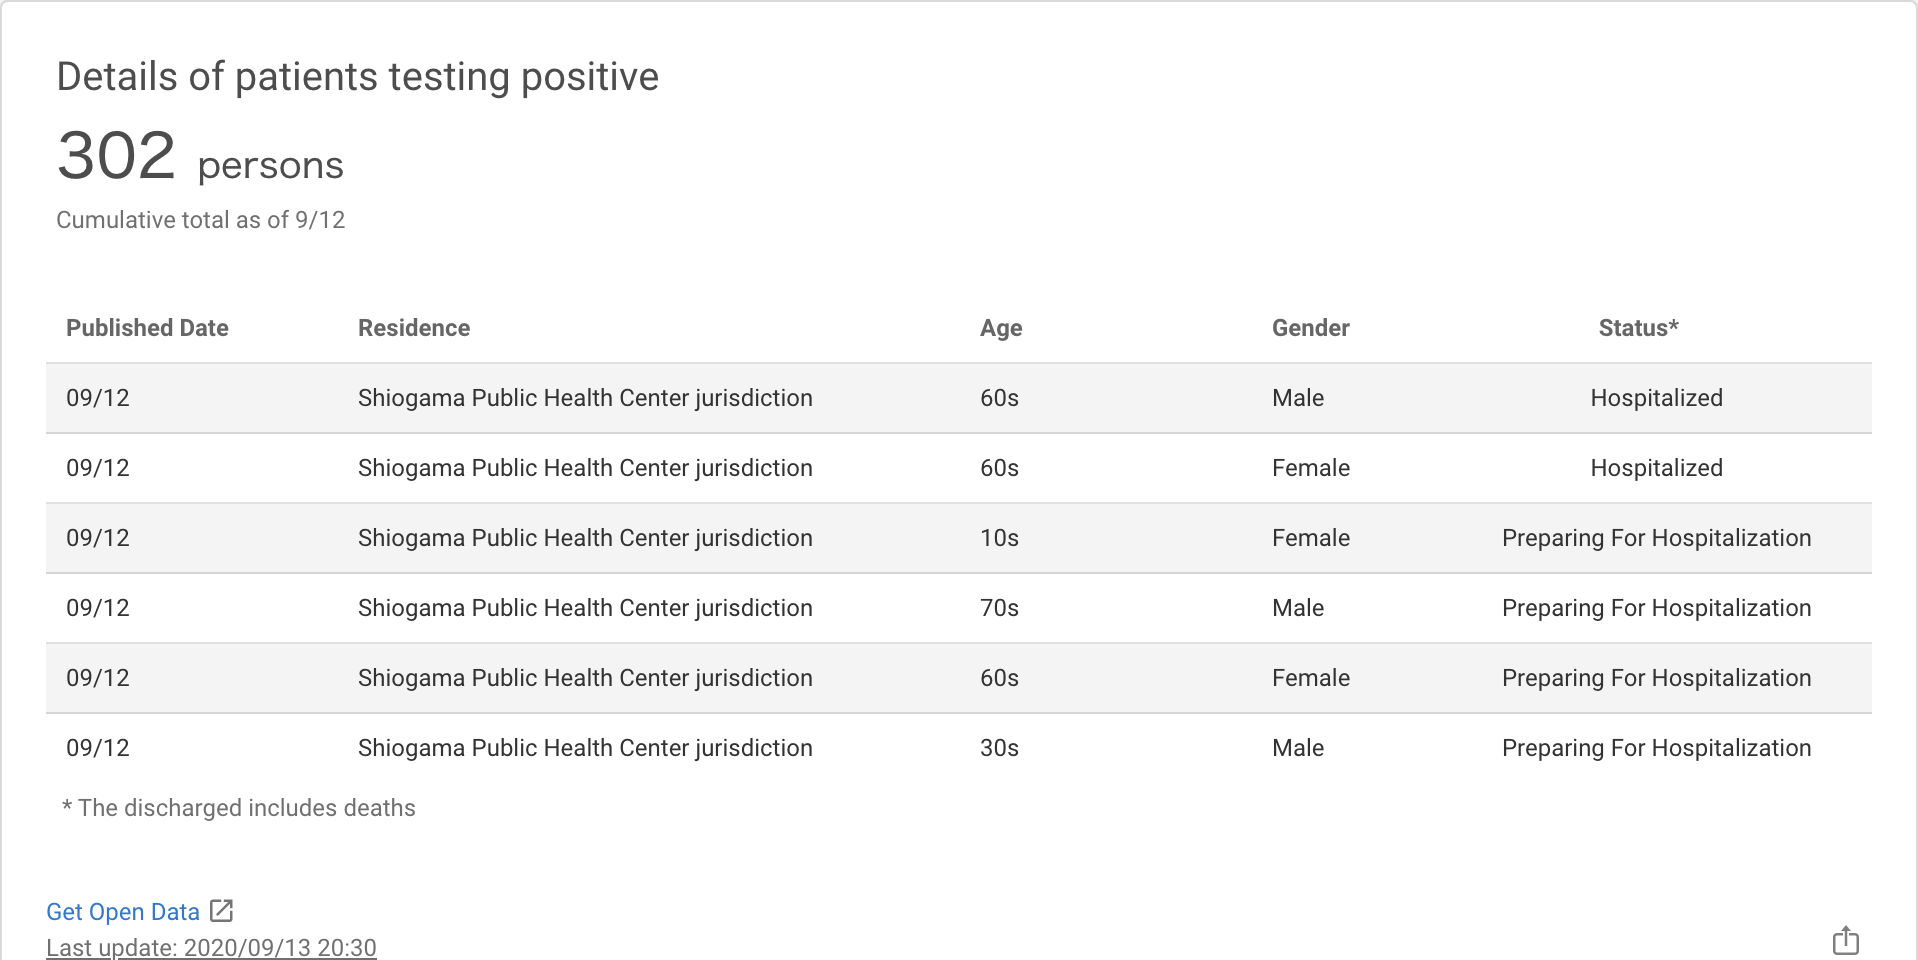 Details of patients testing positive
302 persons
Cumulative total as of 9/12
Published Date Residence Age Gender Status*
09/12 Shiogama Public Health Center jurisdiction 60s Male Hospitalized
09/12 Shiogama Public Health Center jurisdiction 60s Female Hospitalized
09/12 Shiogama Public Health Center jurisdiction 10s Female Preparing For Hospitalization
09/12 Shiogama Public Health Center jurisdiction 70s Male Preparing For Hospitalization
09/12 Shiogama Public Health Center jurisdiction 60s Female Preparing For Hospitalization
09/12 Shiogama Public Health Center jurisdiction 30s Male Preparing For Hospitalization
* The discharged includes deaths
Get Open Data
Last update: 2020/09/13 20:30